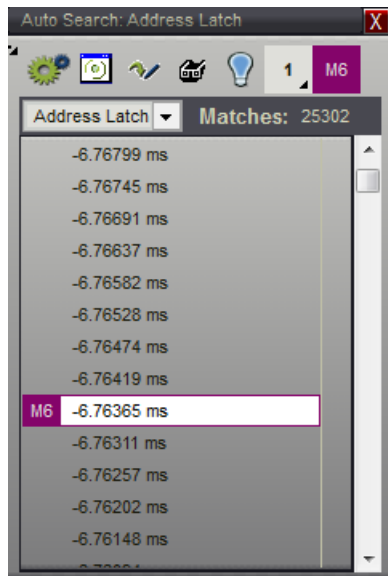 Auto Search: Address Latch X
1 M6
Address Latch Matches: 25302
-6.76799 ms
-6.76745 ms
-6.76691 ms
-6.76637 ms
-6.76582 ms
-6.76528 ms
-6.76474 ms
-6.76419 ms
M6 -6.76365 ms
-6.76311 ms
-6.76257 ms
-6.76202 ms
-6.76148 ms